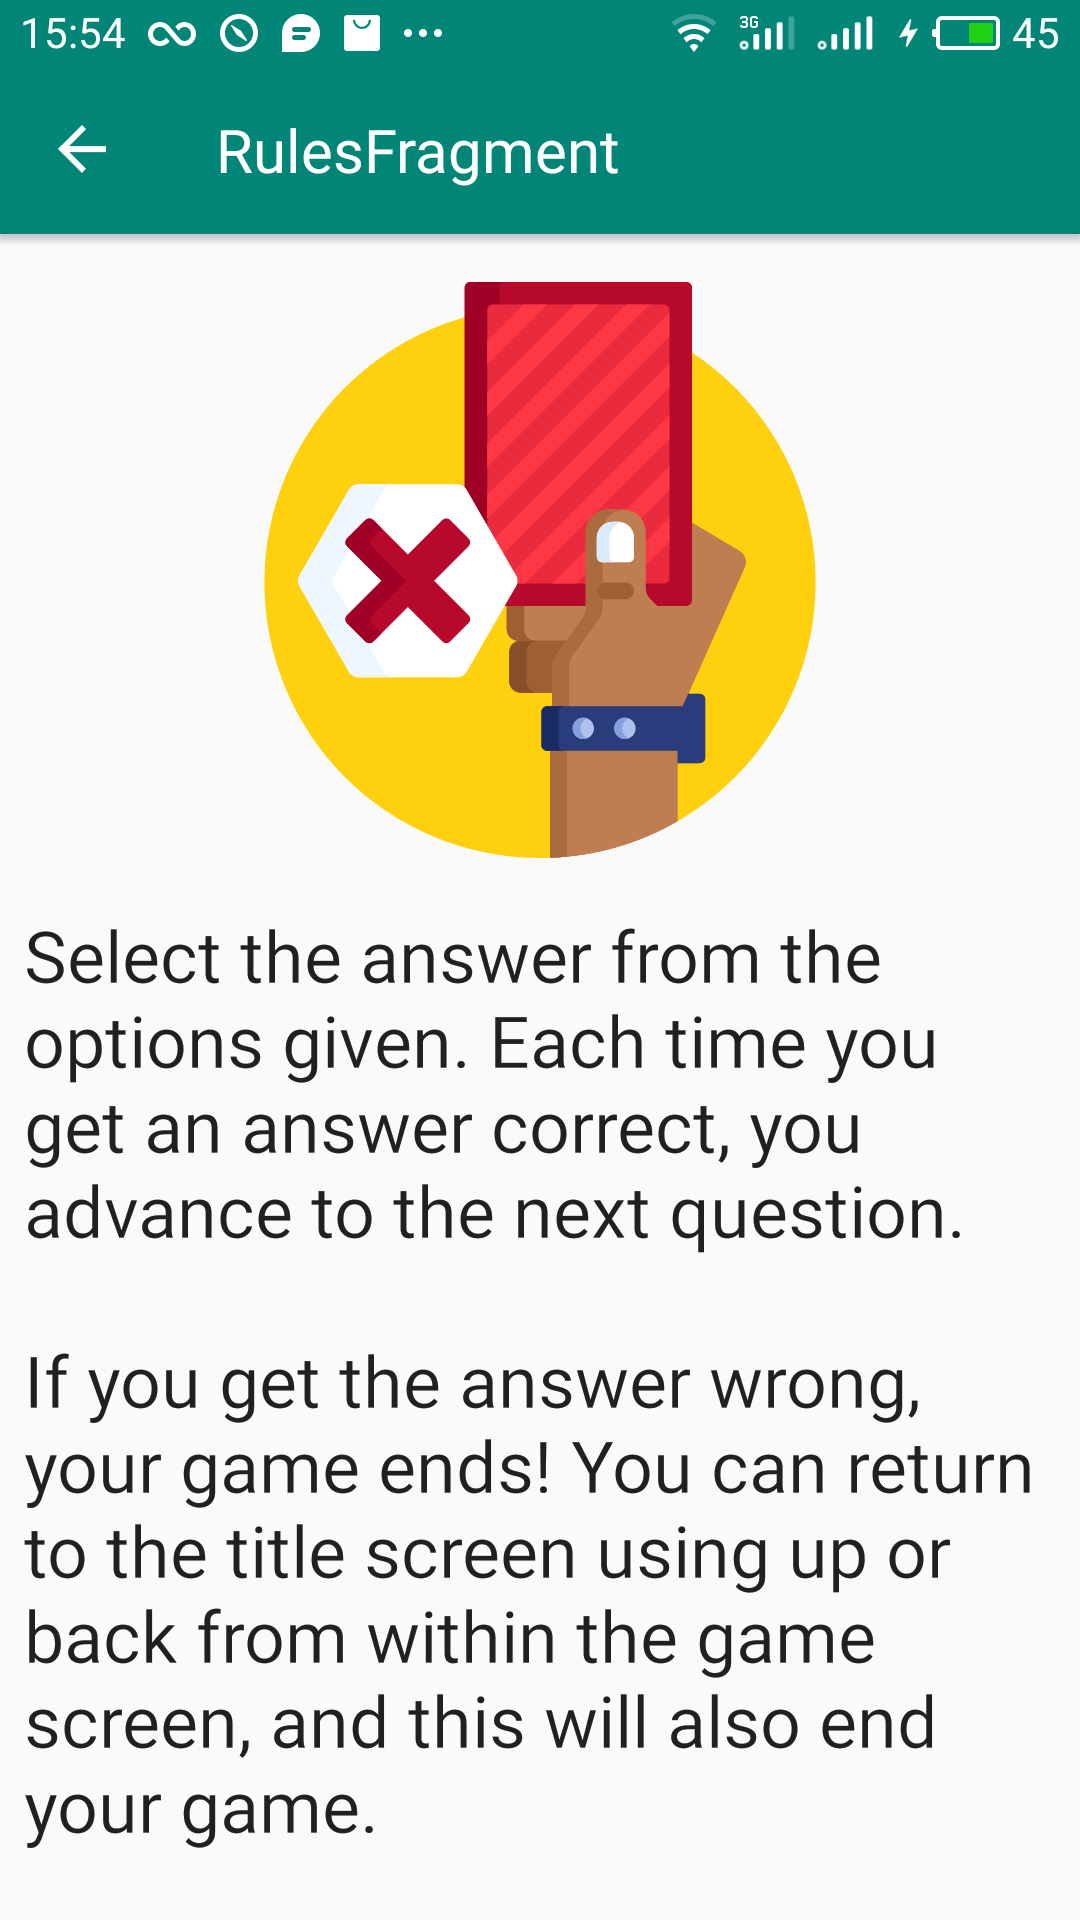 15:54 3G 45
RulesFragment
Select the answer from the
options given. Each time you
get an answer correct, you
advance to the next question.
If you get the answer wrong,
your game ends! You can return
to the title screen using up or
back from within the game
screen, and this will also end
your game.